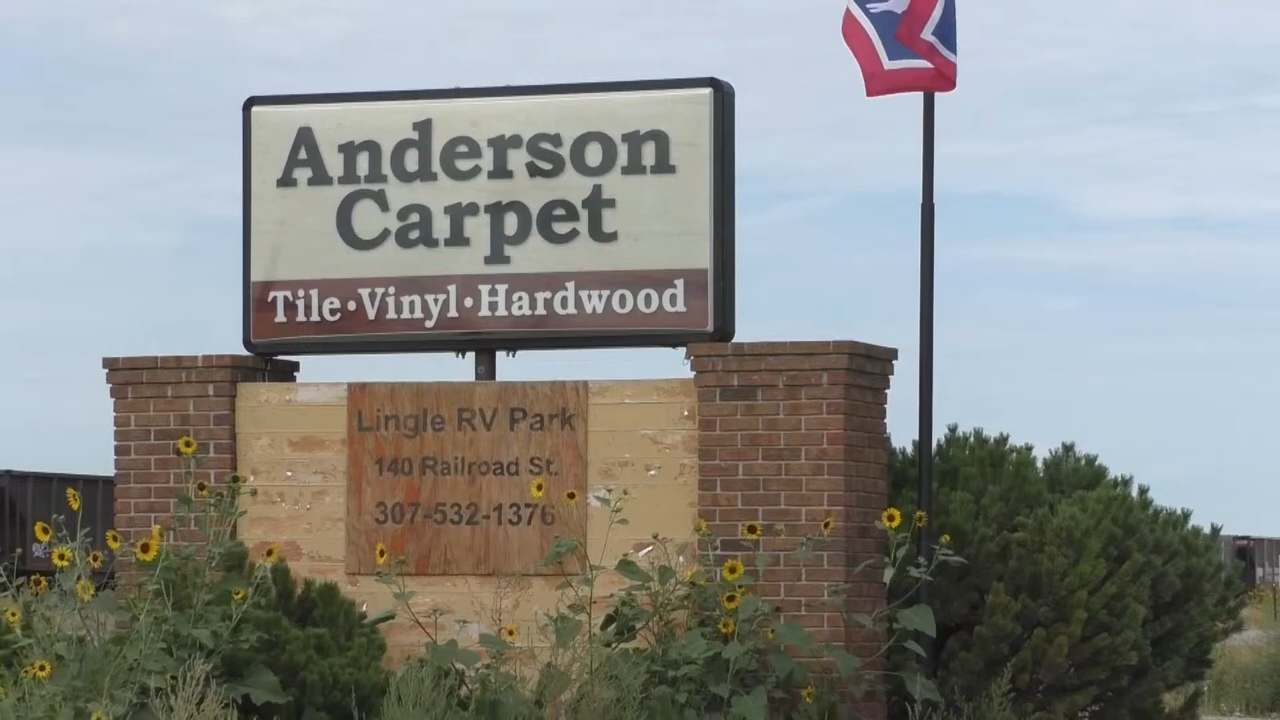 Anderson
Carpet
Tile•Vinyl•Hardwood
Lingle RV Park
140 Railroad St.
307-532-1376